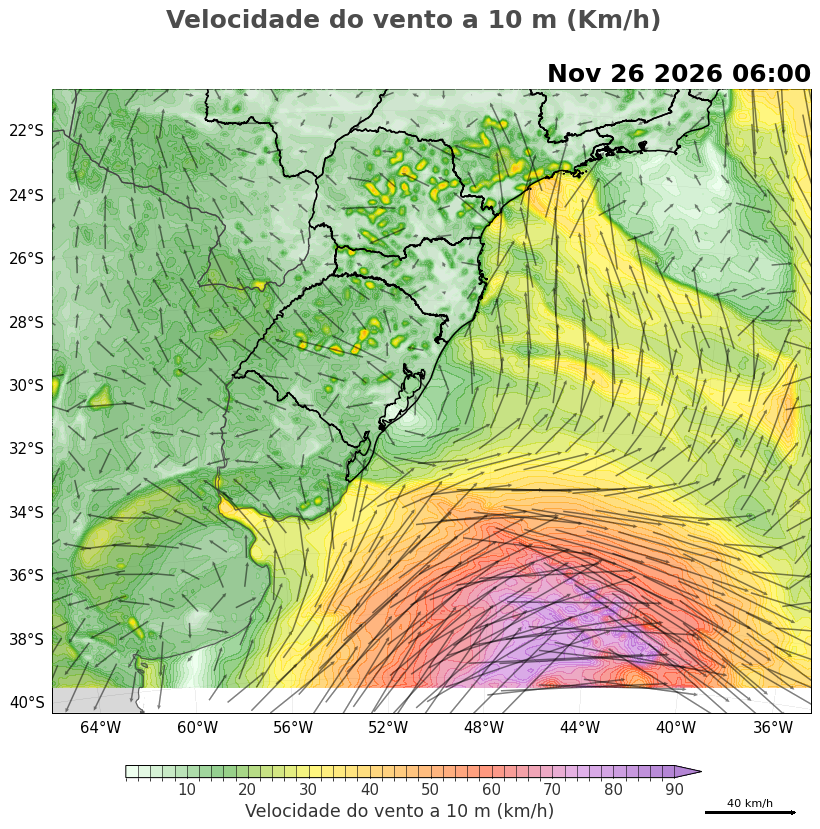 Velocidade do vento a 10 m (Km/h)
Nov 26 2026 06:00
22°S
24°S
26°S
28°S
30°S
32°S
34°S
36°S
38°S
40°S
64°W 60°W 56°W 52°W 48°W 44°W 40°W 36°W
10 20 30 40 50 60 70 80 90
Velocidade do vento a 10 m (km/h)
40 km/h